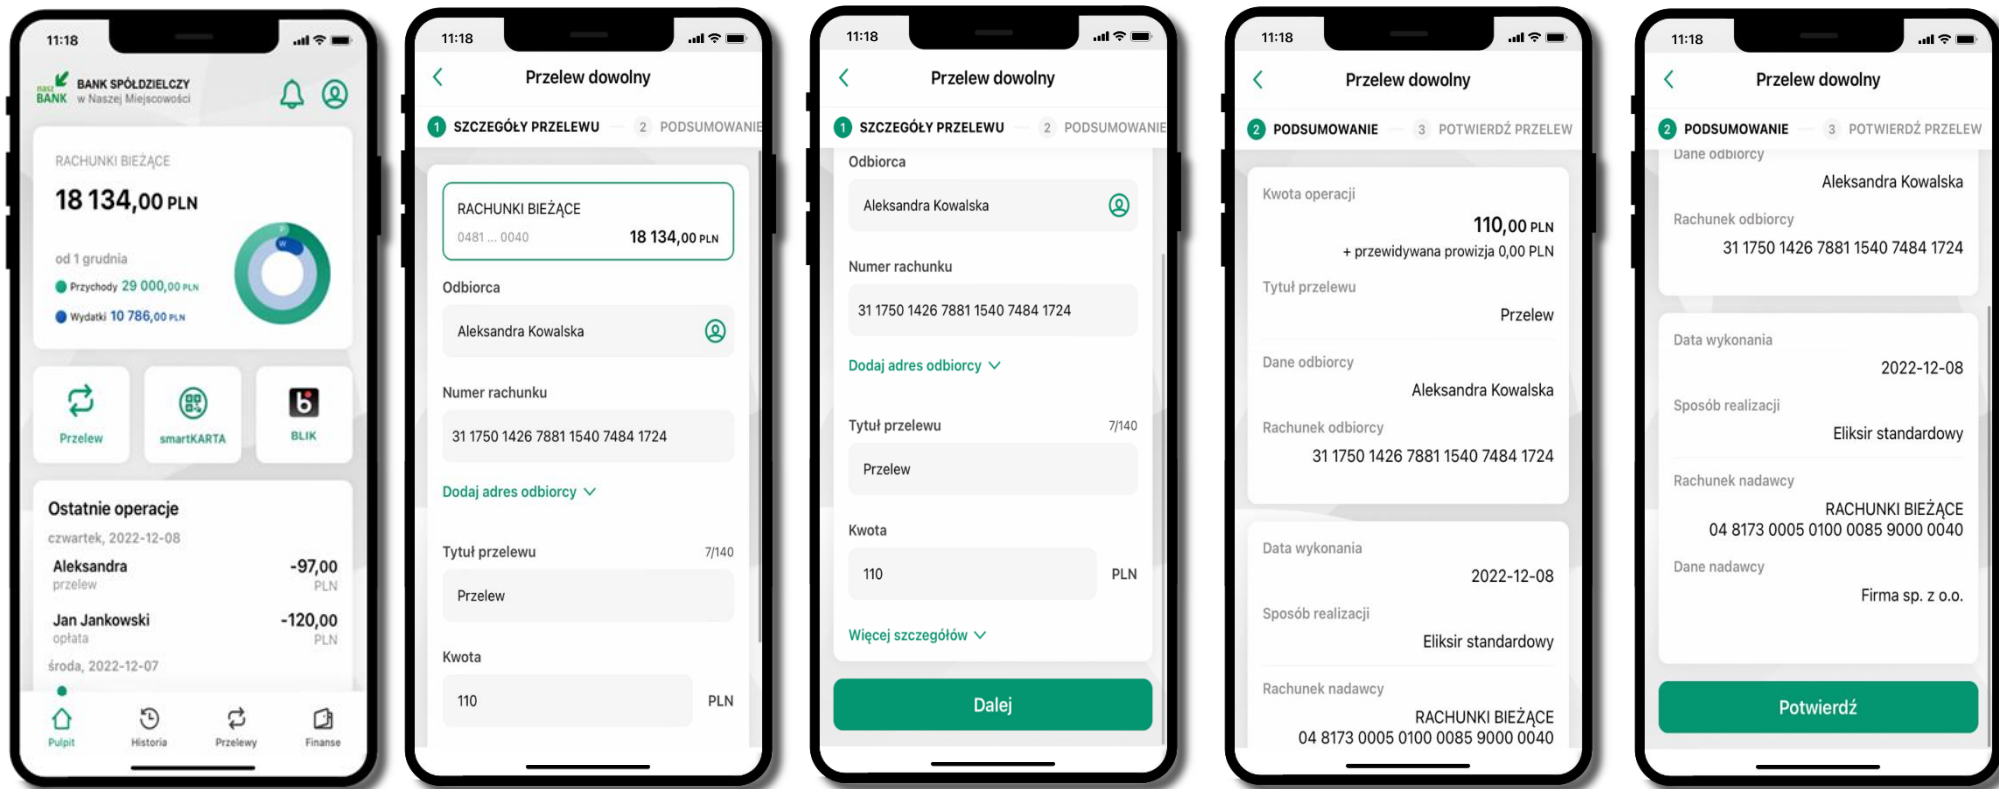 11:18
nasz BANK
BANK SPÓŁDZIELCZY
w Naszej Miejscowości
RACHUNKI BIEŻĄCE
18 134,00 PLN
od 1 grudnia
Przychody 29 000,00 PLN
Wydatki 10 786,00 PLN
P
W
Przelew
smartKARTA
BLIK
Ostatnie operacje
czwartek, 2022-12-08
Aleksandra -97,00
przelew PLN
Jan Jankowski -120,00
opłata PLN
środa, 2022-12-07
Pulpit Historia Przelewy Finanse
11:18
Przelew dowolny
1 SZCZEGÓŁY PRZELEWU 2 PODSUMOWANIE
RACHUNKI BIEŻĄCE
0481 ... 0040 18 134,00 PLN
Odbiorca
Aleksandra Kowalska
Numer rachunku
31 1750 1426 7881 1540 7484 1724
Dodaj adres odbiorcy
Tytuł przelewu 7/140
Przelew
Kwota
110 PLN
11:18
Przelew dowolny
1 SZCZEGÓŁY PRZELEWU 2 PODSUMOWANIE
Odbiorca
Aleksandra Kowalska
Numer rachunku
31 1750 1426 7881 1540 7484 1724
Dodaj adres odbiorcy
Tytuł przelewu 7/140
Przelew
Kwota
110 PLN
Więcej szczegółów
Dalej
11:18
Przelew dowolny
2 PODSUMOWANIE 3 POTWIERDŹ PRZELEW
Kwota operacji
110,00 PLN
+ przewidywana prowizja 0,00 PLN
Tytuł przelewu
Przelew
Dane odbiorcy
Aleksandra Kowalska
Rachunek odbiorcy
31 1750 1426 7881 1540 7484 1724
Data wykonania
2022-12-08
Sposób realizacji
Eliksir standardowy
Rachunek nadawcy
RACHUNKI BIEŻĄCE
04 8173 0005 0100 0085 9000 0040
11:18
Przelew dowolny
2 PODSUMOWANIE 3 POTWIERDŹ PRZELEW
Dane odbiorcy
Aleksandra Kowalska
Rachunek odbiorcy
31 1750 1426 7881 1540 7484 1724
Data wykonania
2022-12-08
Sposób realizacji
Eliksir standardowy
Rachunek nadawcy
RACHUNKI BIEŻĄCE
04 8173 0005 0100 0085 9000 0040
Dane nadawcy
Firma sp. z o.o.
Potwierdź